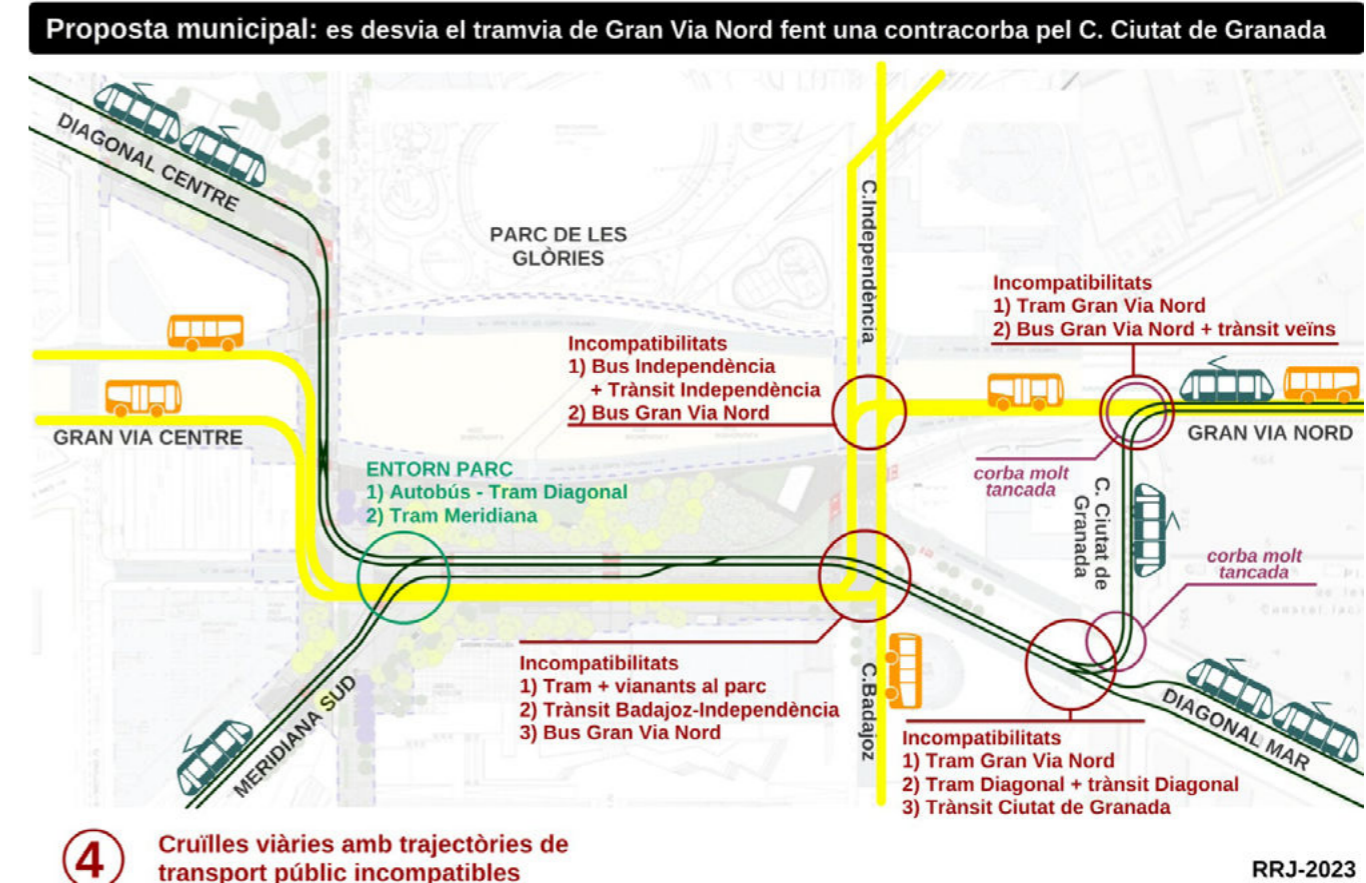 Proposta municipal: es desvia el tramvia de Gran Via Nord fent una contracorba pel C. Ciutat de Granada
DIAGONAL CENTRE
PARC DE LES
GLÒRIES
C.Independència
Incompatibilitats
1) Tram Gran Via Nord
2) Bus Gran Via Nord + trànsit veïns
Incompatibilitats
1) Bus Independència
+ Trànsit Independència
2) Bus Gran Via Nord
GRAN VIA CENTRE
GRAN VIA NORD
ENTORN PARC
1) Autobús - Tram Diagonal
2) Tram Meridiana
corba molt
tancada
C. Ciutat de
Granada
corba molt
tancada
Incompatibilitats
1) Tram + vianants al parc
2) Trànsit Badajoz-Independència
3) Bus Gran Via Nord
C.Badajoz
MERIDIANA SUD
DIAGONAL MAR
Incompatibilitats
1) Tram Gran Via Nord
2) Tram Diagonal + trànsit Diagonal
3) Trànsit Ciutat de Granada
4
Cruïlles viàries amb trajectòries de
transport públic incompatibles
RRJ-2023